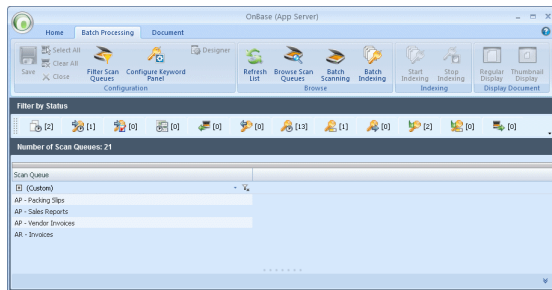 OnBase (App Server)
Home Batch Processing Document
Save Select All Clear All Close Filter Scan Queues Configure Keyword Panel Designer
Refresh List Browse Scan Queues Batch Scanning Batch Indexing Start Indexing Stop Indexing Regular Display Thumbnail Display
Configuration Browse Indexing Display Document
Filter by Status
[2] [1] [0] [0] [0] [0] [13] [1] [0] [2] [0] [0]
Number of Scan Queues: 21
Scan Queue
(Custom)
AP - Packing Slips
AP - Sales Reports
AP - Vendor Invoices
AR - Invoices